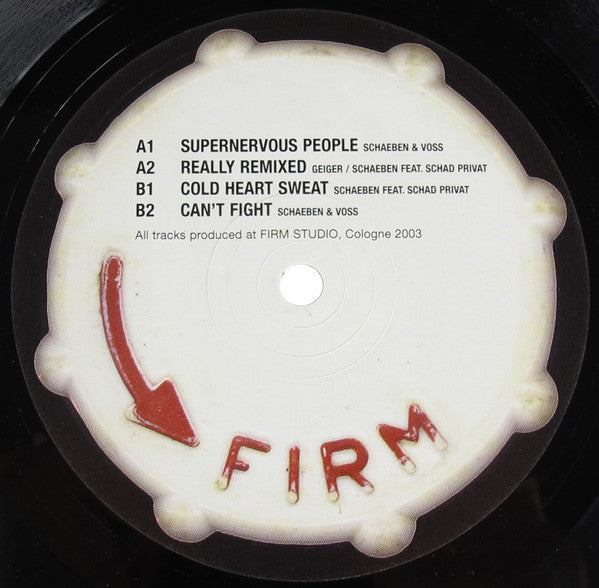 A1 SUPERNERVOUS PEOPLE SCHAEBEN & VOSS
A2 REALLY REMIXED GEIGER / SCHAEBEN FEAT. SCHAD PRIVAT
B1 COLD HEART SWEAT SCHAEBEN FEAT. SCHAD PRIVAT
B2 CAN'T FIGHT SCHAEBEN & VOSS
All tracks produced at FIRM STUDIO, Cologne 2003
FIRM